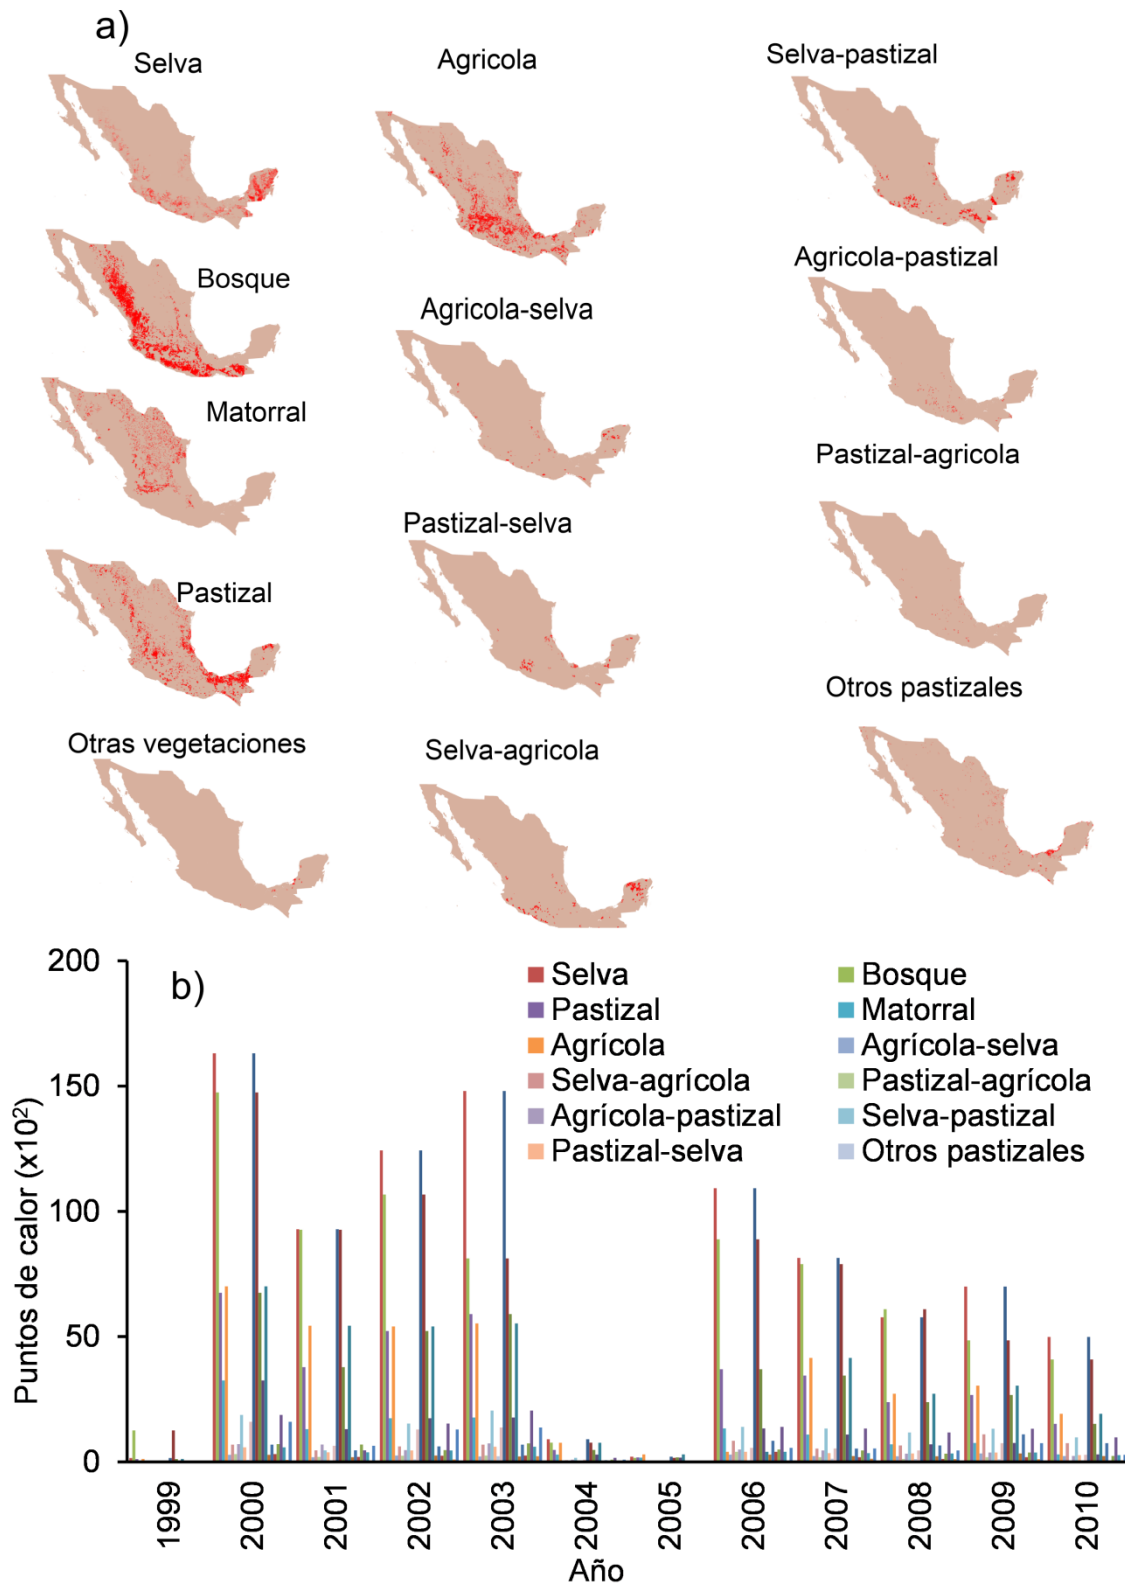 a)
Selva
Agricola
Selva-pastizal
Bosque
Agricola-selva
Agricola-pastizal
Matorral
Pastizal-selva
Pastizal-agricola
Pastizal
Otros pastizales
Otras vegetaciones
Selva-agricola
b)
Puntos de calor (x10²)
200
150
100
50
0
Selva
Bosque
Pastizal
Matorral
Agrícola
Agrícola-selva
Selva-agrícola
Pastizal-agrícola
Agrícola-pastizal
Selva-pastizal
Pastizal-selva
Otros pastizales
1999
2000
2001
2002
2003
2004
2005
2006
2007
2008
2009
2010
Año